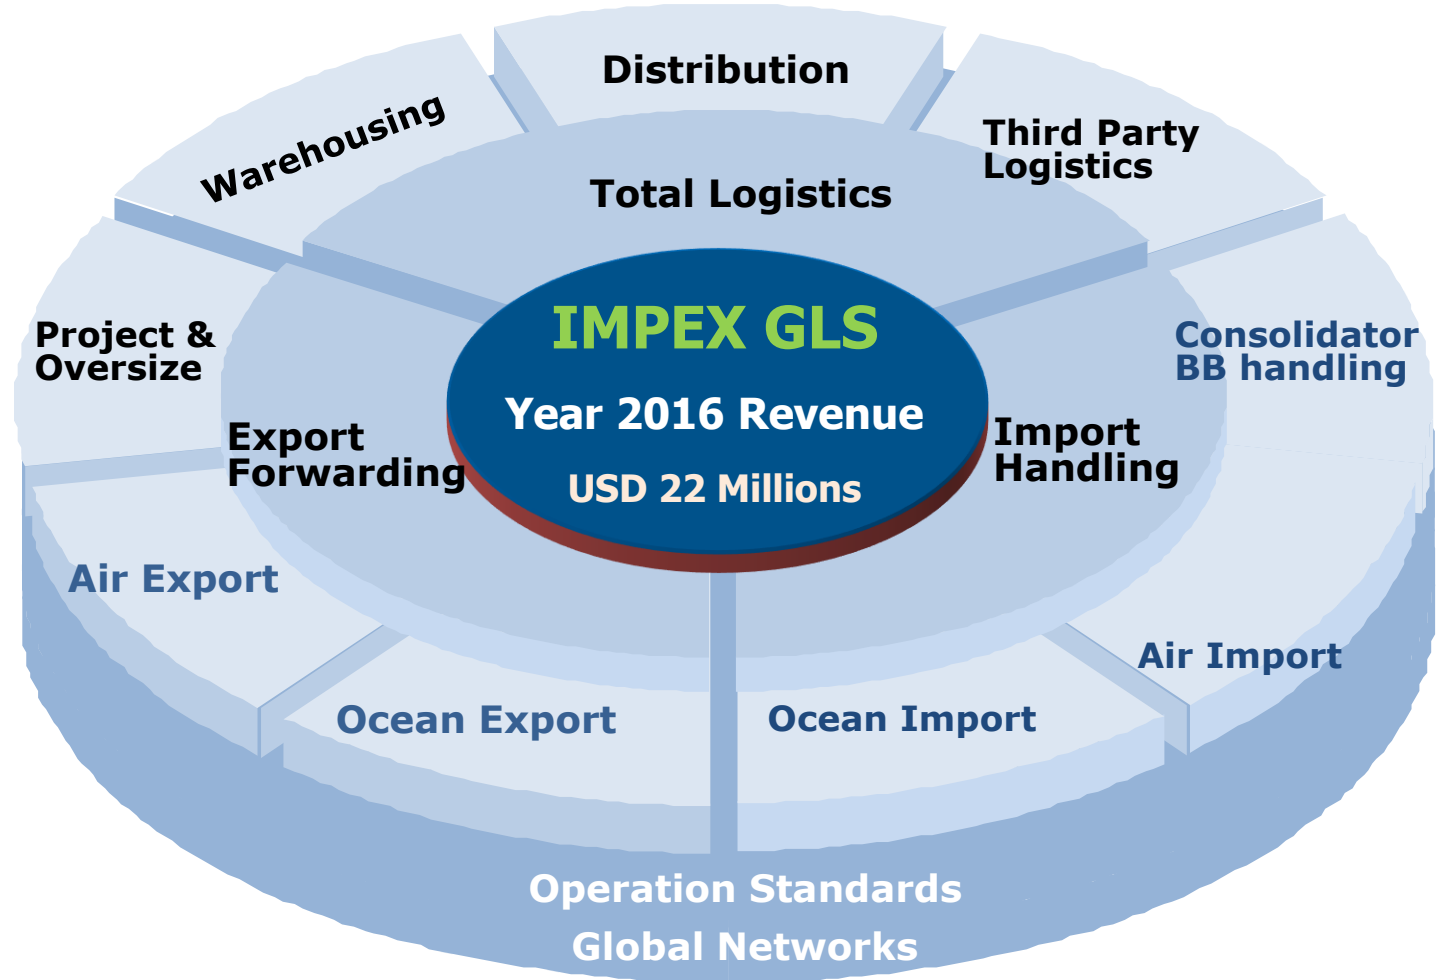 Distribution
Warehousing
Third Party
Logistics
Total Logistics
IMPEX GLS
Year 2016 Revenue
USD 22 Millions
Project &
Oversize
Consolidator
BB handling
Export
Forwarding
Import
Handling
Air Export
Air Import
Ocean Export
Ocean Import
Operation Standards
Global Networks